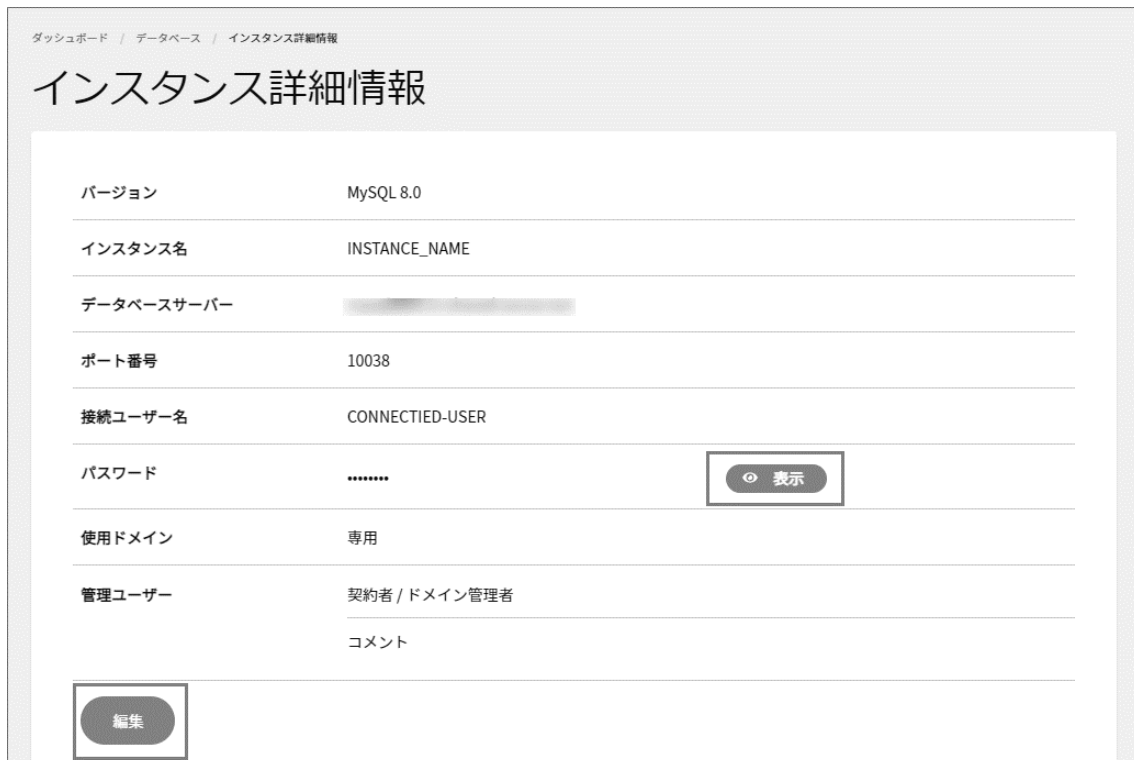 ダッシュボード / データベース / インスタンス詳細情報
インスタンス詳細情報
バージョン MySQL 8.0
インスタンス名 INSTANCE_NAME
データベースサーバー
ポート番号 10038
接続ユーザー名 CONNECTIED-USER
パスワード •••••••• 表示
使用ドメイン 専用
管理ユーザー 契約者 / ドメイン管理者
コメント
編集